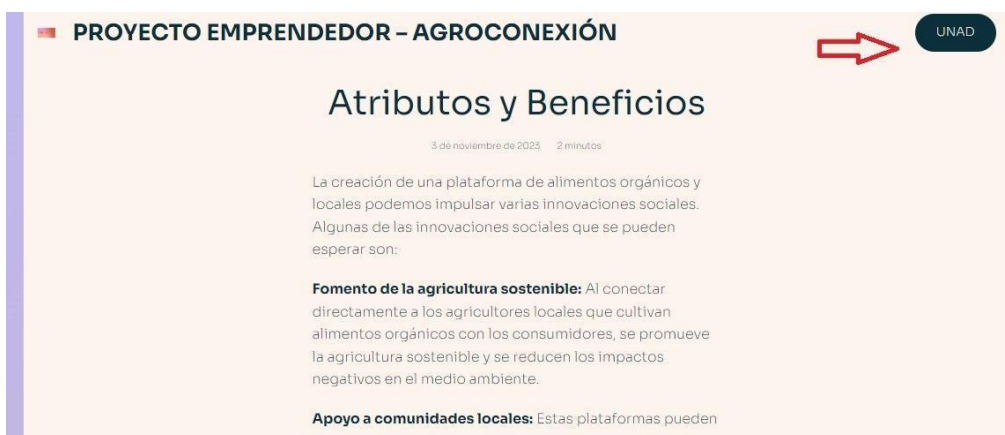 PROYECTO EMPRENDEDOR – AGROCONEXIÓN
UNAD
Atributos y Beneficios
3 de noviembre de 2023 2 minutos
La creación de una plataforma de alimentos orgánicos y
locales podemos impulsar varias innovaciones sociales.
Algunas de las innovaciones sociales que se pueden
esperar son:
Fomento de la agricultura sostenible: Al conectar
directamente a los agricultores locales que cultivan
alimentos orgánicos con los consumidores, se promueve
la agricultura sostenible y se reducen los impactos
negativos en el medio ambiente.
Apoyo a comunidades locales: Estas plataformas pueden